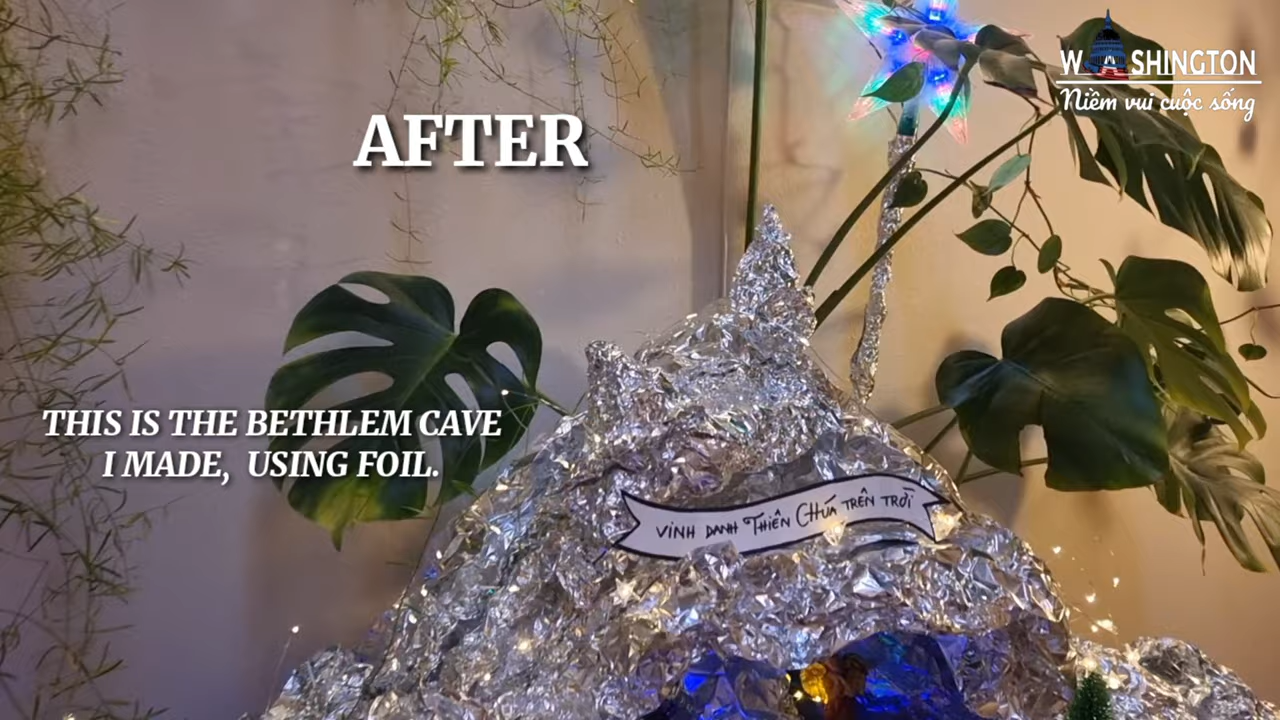 WASHINGTON
Niềm vui cuộc sống
AFTER
THIS IS THE BETHLEM CAVE
I MADE, USING FOIL.
VINH DANH THIÊN CHÚA TRÊN TRỜI